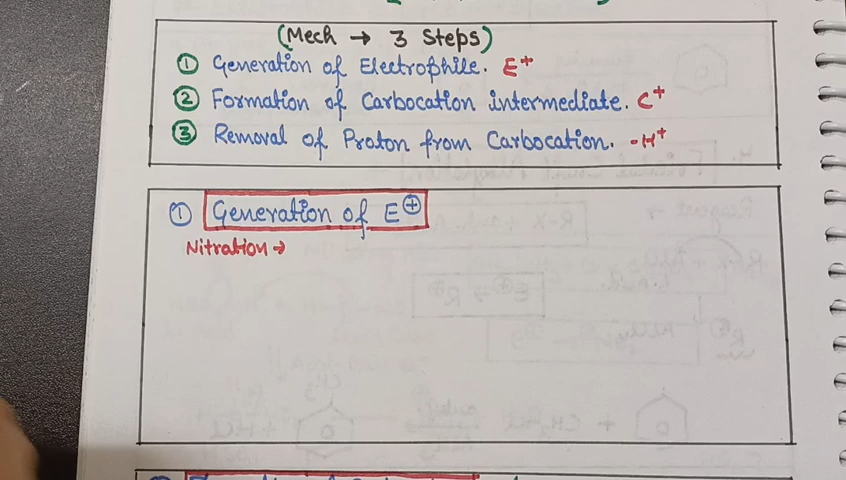 (Mech → 3 Steps)
① Generation of Electrophile. E+
② Formation of Carbocation intermediate. C+
③ Removal of Proton from Carbocation. -H+
① Generation of E⊕
Nitration →